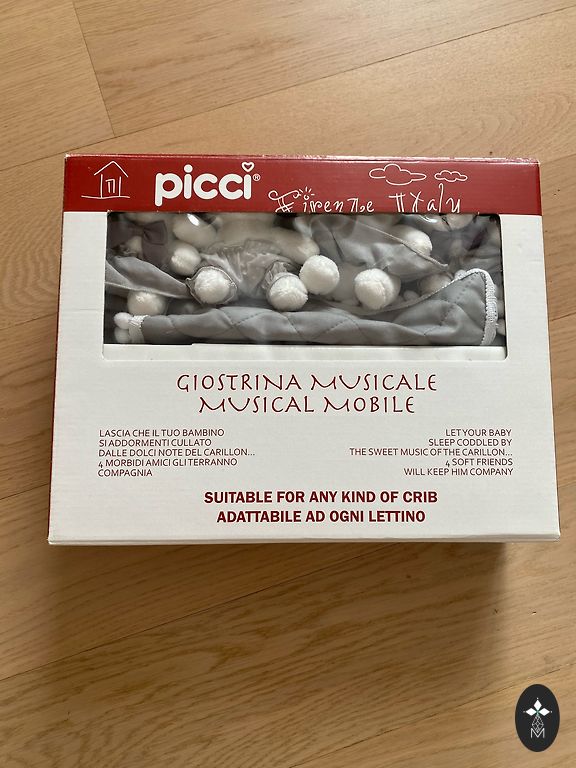 picci®
Firenze Italy
GIOSTRINA MUSICALE
MUSICAL MOBILE
LASCIA CHE IL TUO BAMBINO
SI ADDORMENTI CULLATO
DALLE DOLCI NOTE DEL CARILLON...
4 MORBIDI AMICI GLI TERRANNO
COMPAGNIA
LET YOUR BABY
SLEEP CODDLED BY
THE SWEET MUSIC OF THE CARILLON...
4 SOFT FRIENDS
WILL KEEP HIM COMPANY
SUITABLE FOR ANY KIND OF CRIB
ADATTABILE AD OGNI LETTINO
M